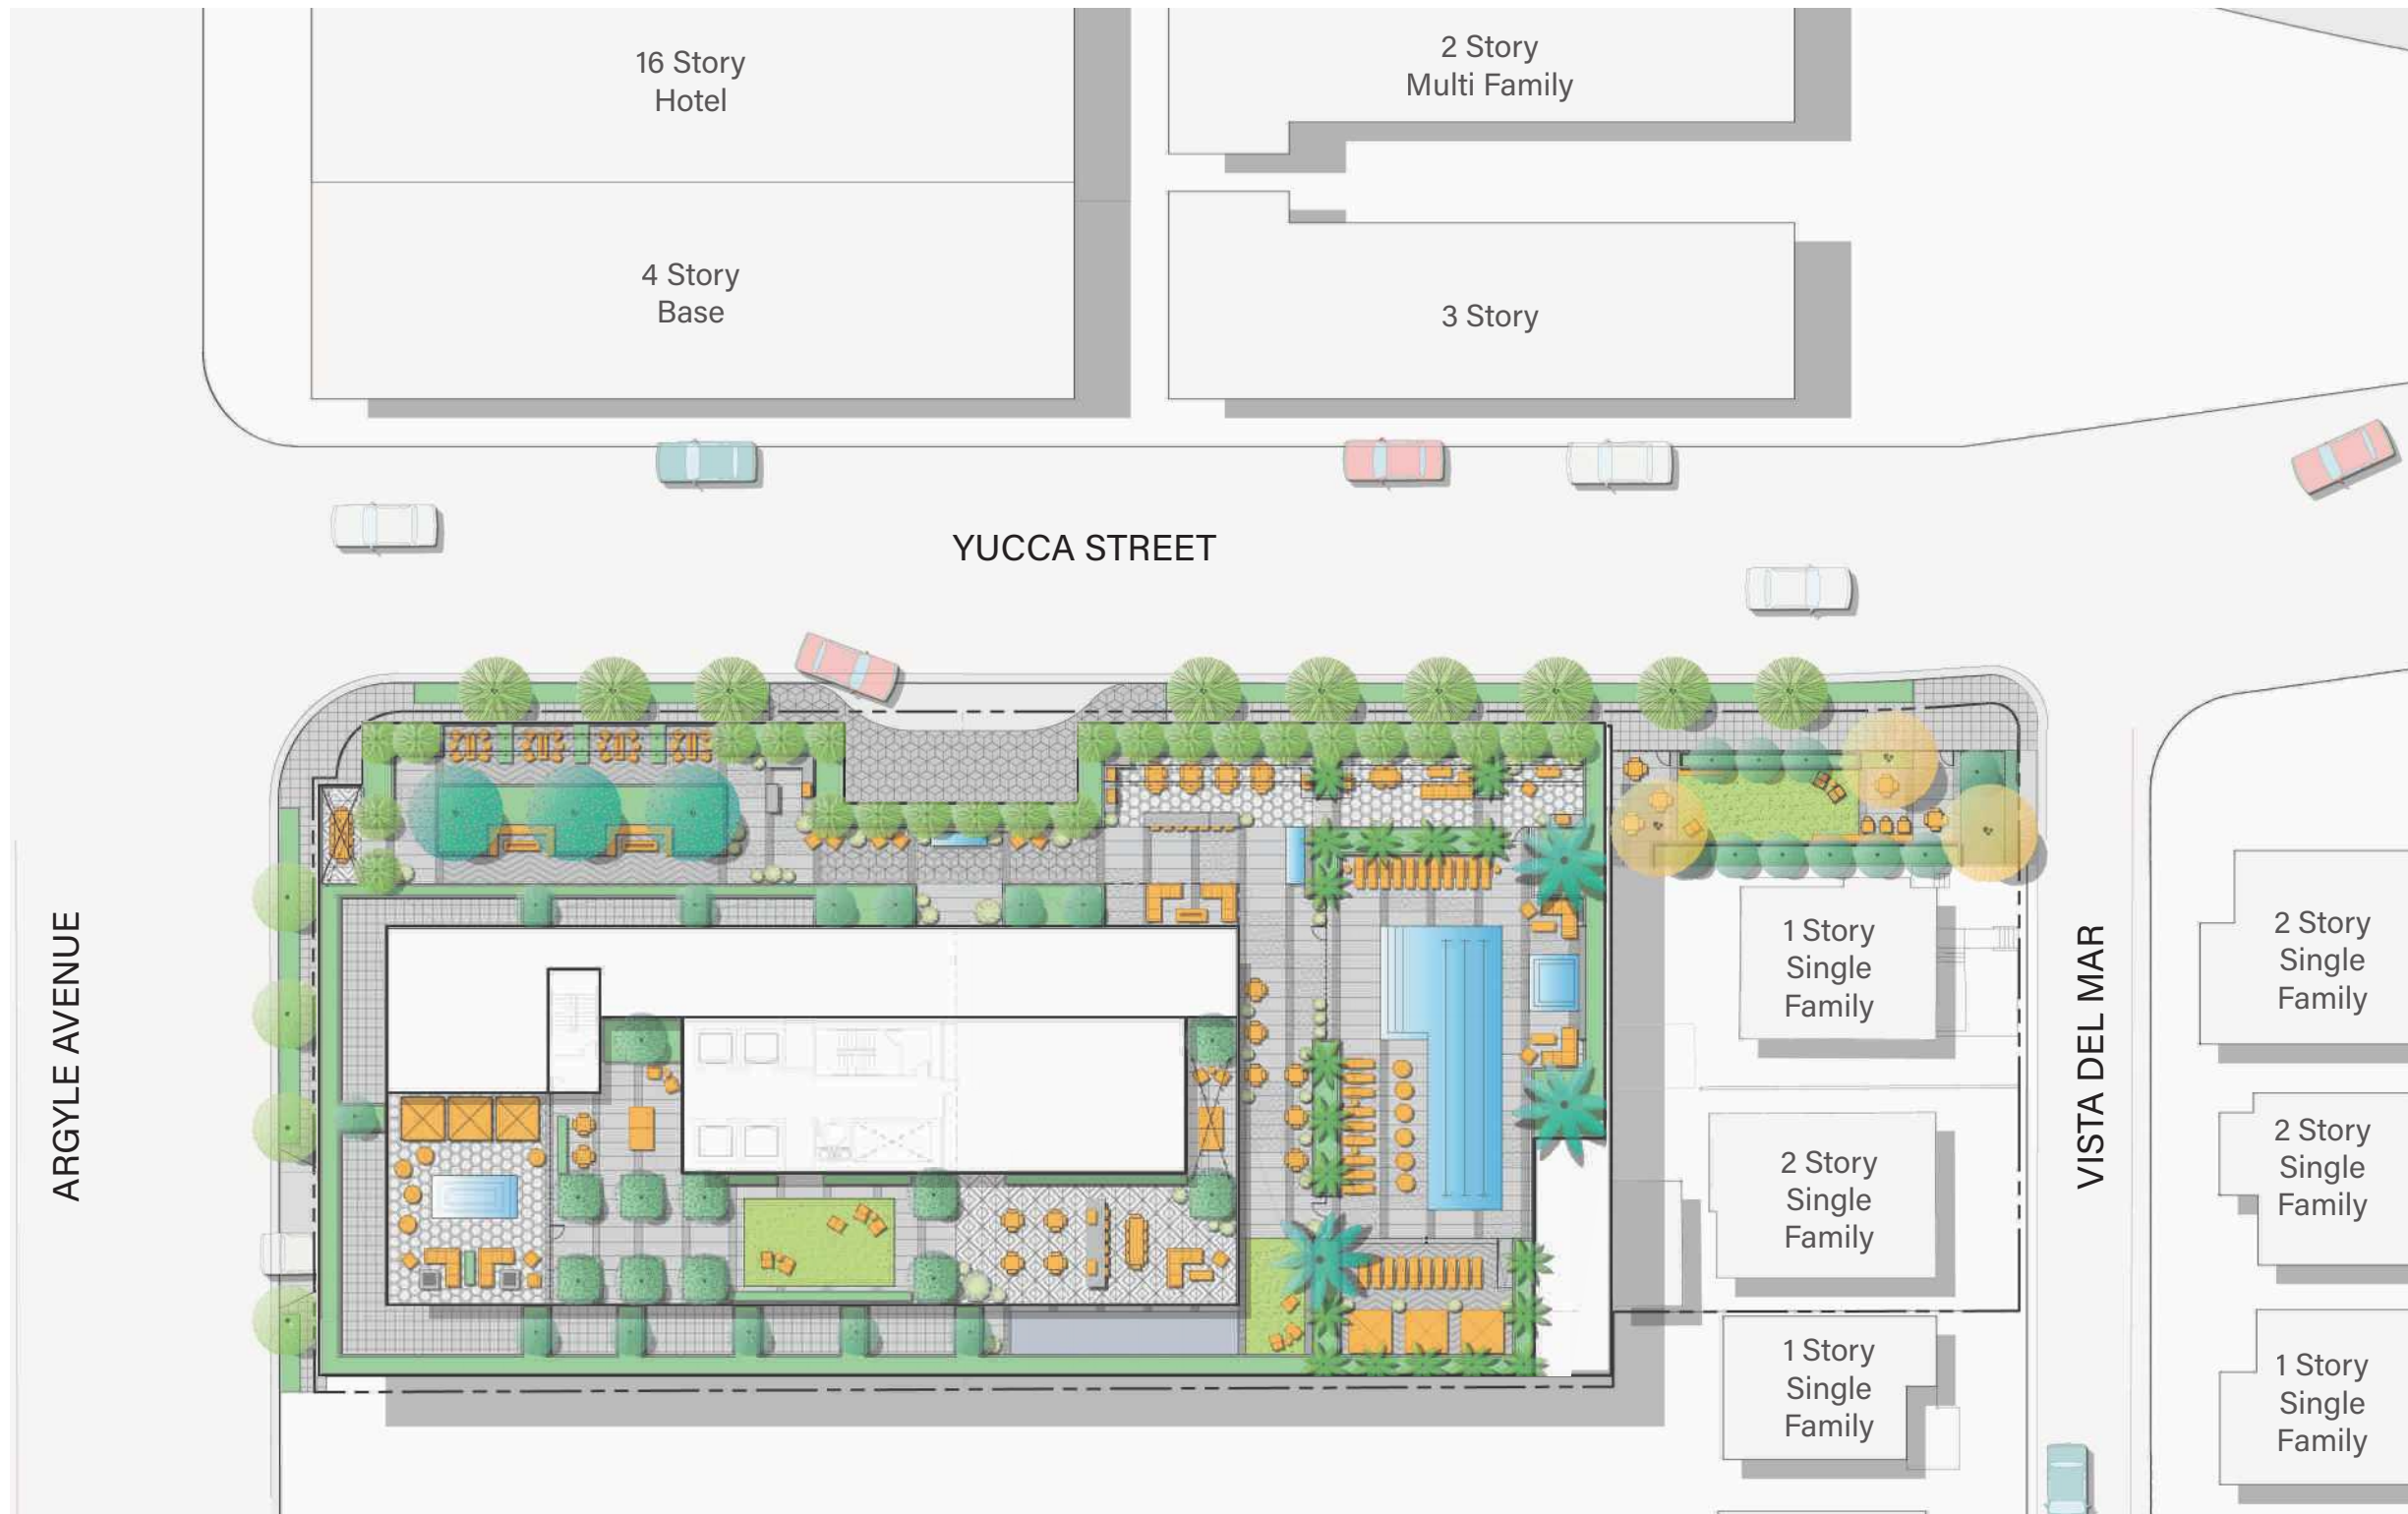 16 Story
Hotel
2 Story
Multi Family
4 Story
Base
3 Story
YUCCA STREET
ARGYLE AVENUE
1 Story
Single
Family
VISTA DEL MAR
2 Story
Single
Family
2 Story
Single
Family
2 Story
Single
Family
1 Story
Single
Family
1 Story
Single
Family